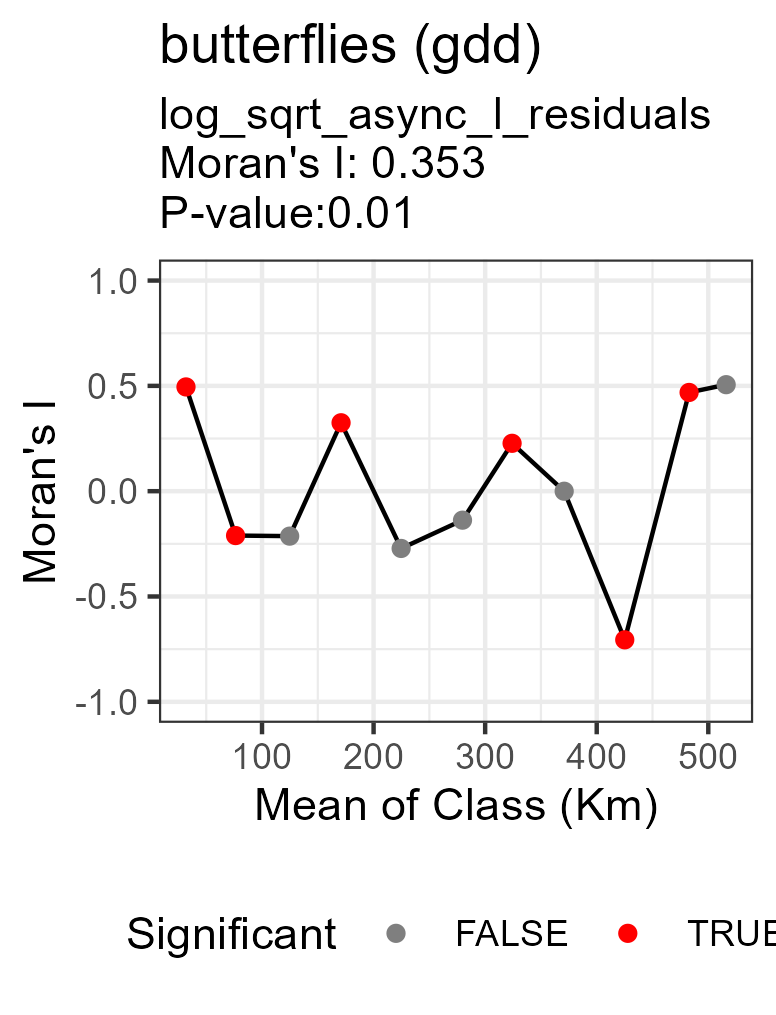 butterflies (gdd)
log_sqrt_async_l_residuals
Moran's I: 0.353
P-value:0.01
1.0
0.5
0.0
-0.5
-1.0
Moran's I
100 200 300 400 500
Mean of Class (Km)
Significant FALSE TRUE